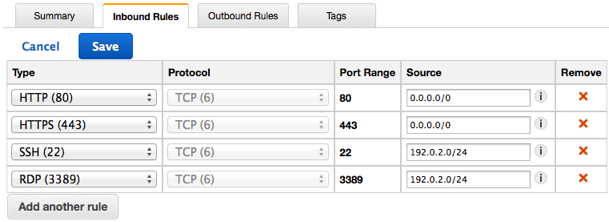 Summary Inbound Rules Outbound Rules Tags
Cancel Save
Type Protocol Port Range Source Remove
HTTP (80) TCP (6) 80 0.0.0.0/0 i
HTTPS (443) TCP (6) 443 0.0.0.0/0 i
SSH (22) TCP (6) 22 192.0.2.0/24 i
RDP (3389) TCP (6) 3389 192.0.2.0/24 i
Add another rule